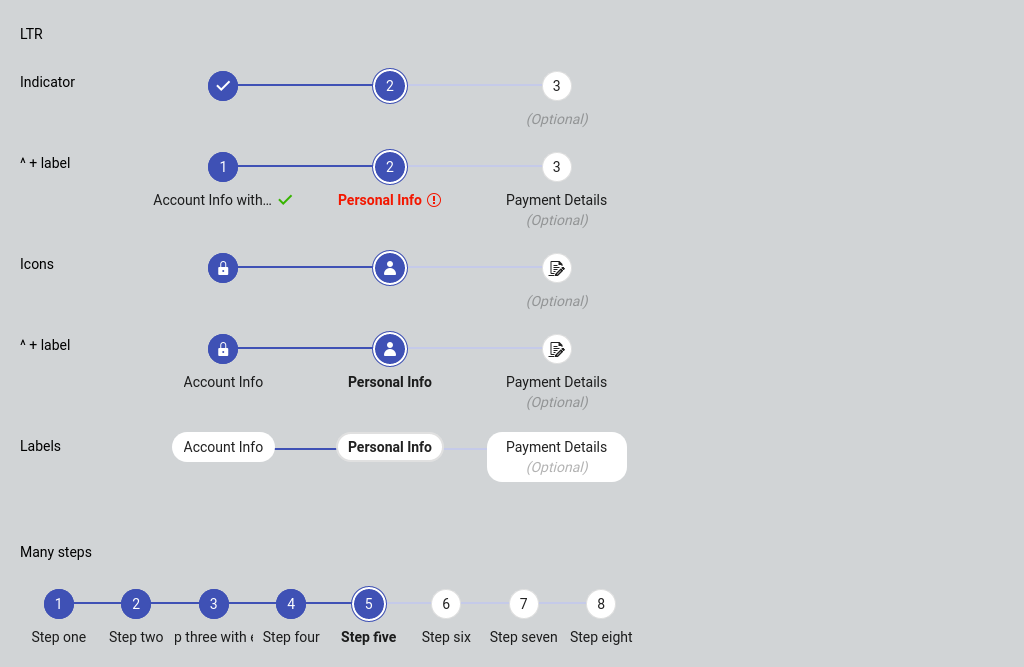 LTR
Indicator
2
3
(Optional)
^ + label
1
2
3
Account Info with...
Personal Info
Payment Details
(Optional)
Icons
(Optional)
^ + label
Account Info
Personal Info
Payment Details
(Optional)
Labels
Account Info
Personal Info
Payment Details
(Optional)
Many steps
1 2 3 4 5 6 7 8
Step one
Step two
p three with e
Step four
Step five
Step six
Step seven
Step eight